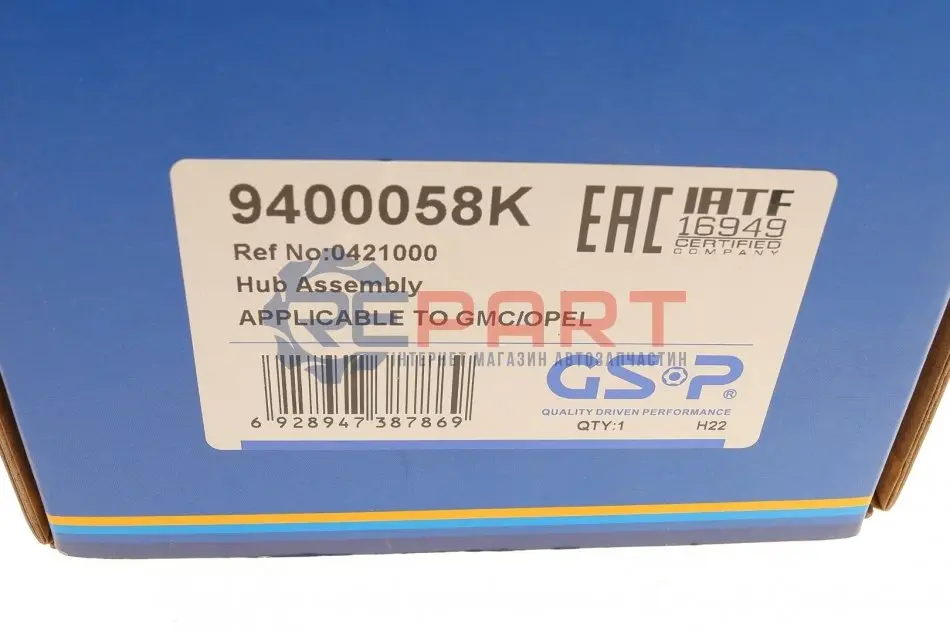 9400058K
EAC
IATF
16949
CERTIFIED
COMPANY
Ref No:0421000
Hub Assembly
APPLICABLE TO GMC/OPEL
REPART
ІНТЕРНЕТ МАГАЗИН АВТОЗАПЧАСТИН
6 928947 387869
GSP®
QUALITY DRIVEN PERFORMANCE
QTY:1 H22